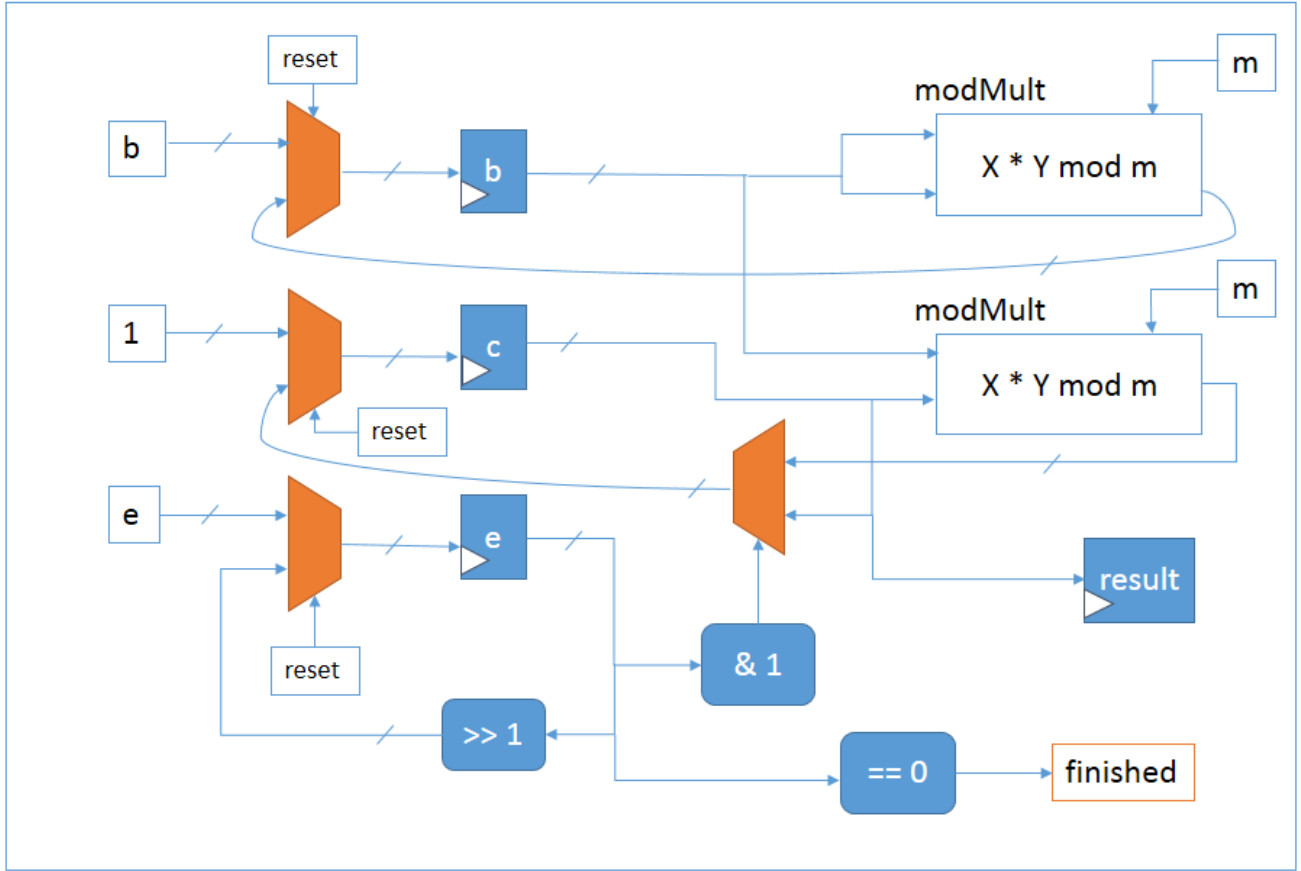 reset
m
modMult
b
b
X * Y mod m
m
modMult
1
c
X * Y mod m
reset
e
e
result
reset
& 1
>> 1
== 0
finished